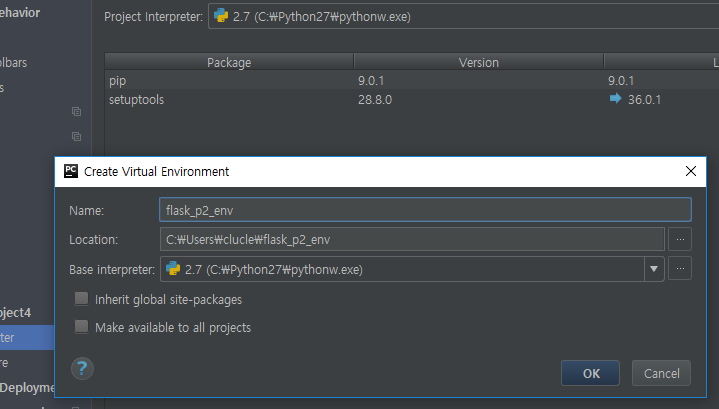 ehavior
Project Interpreter: 2.7 (C:₩Python27₩pythonw.exe)
olbars
s
Package Version L
pip 9.0.1 9.0.1
setuptools 28.8.0 36.0.1
Create Virtual Environment
Name: flask_p2_env
Location: C:₩Users₩clucle₩flask_p2_env ...
Base interpreter: 2.7 (C:₩Python27₩pythonw.exe) ...
Inherit global site-packages
Make available to all projects
oject4
ter
re
Deployme
? OK Cancel